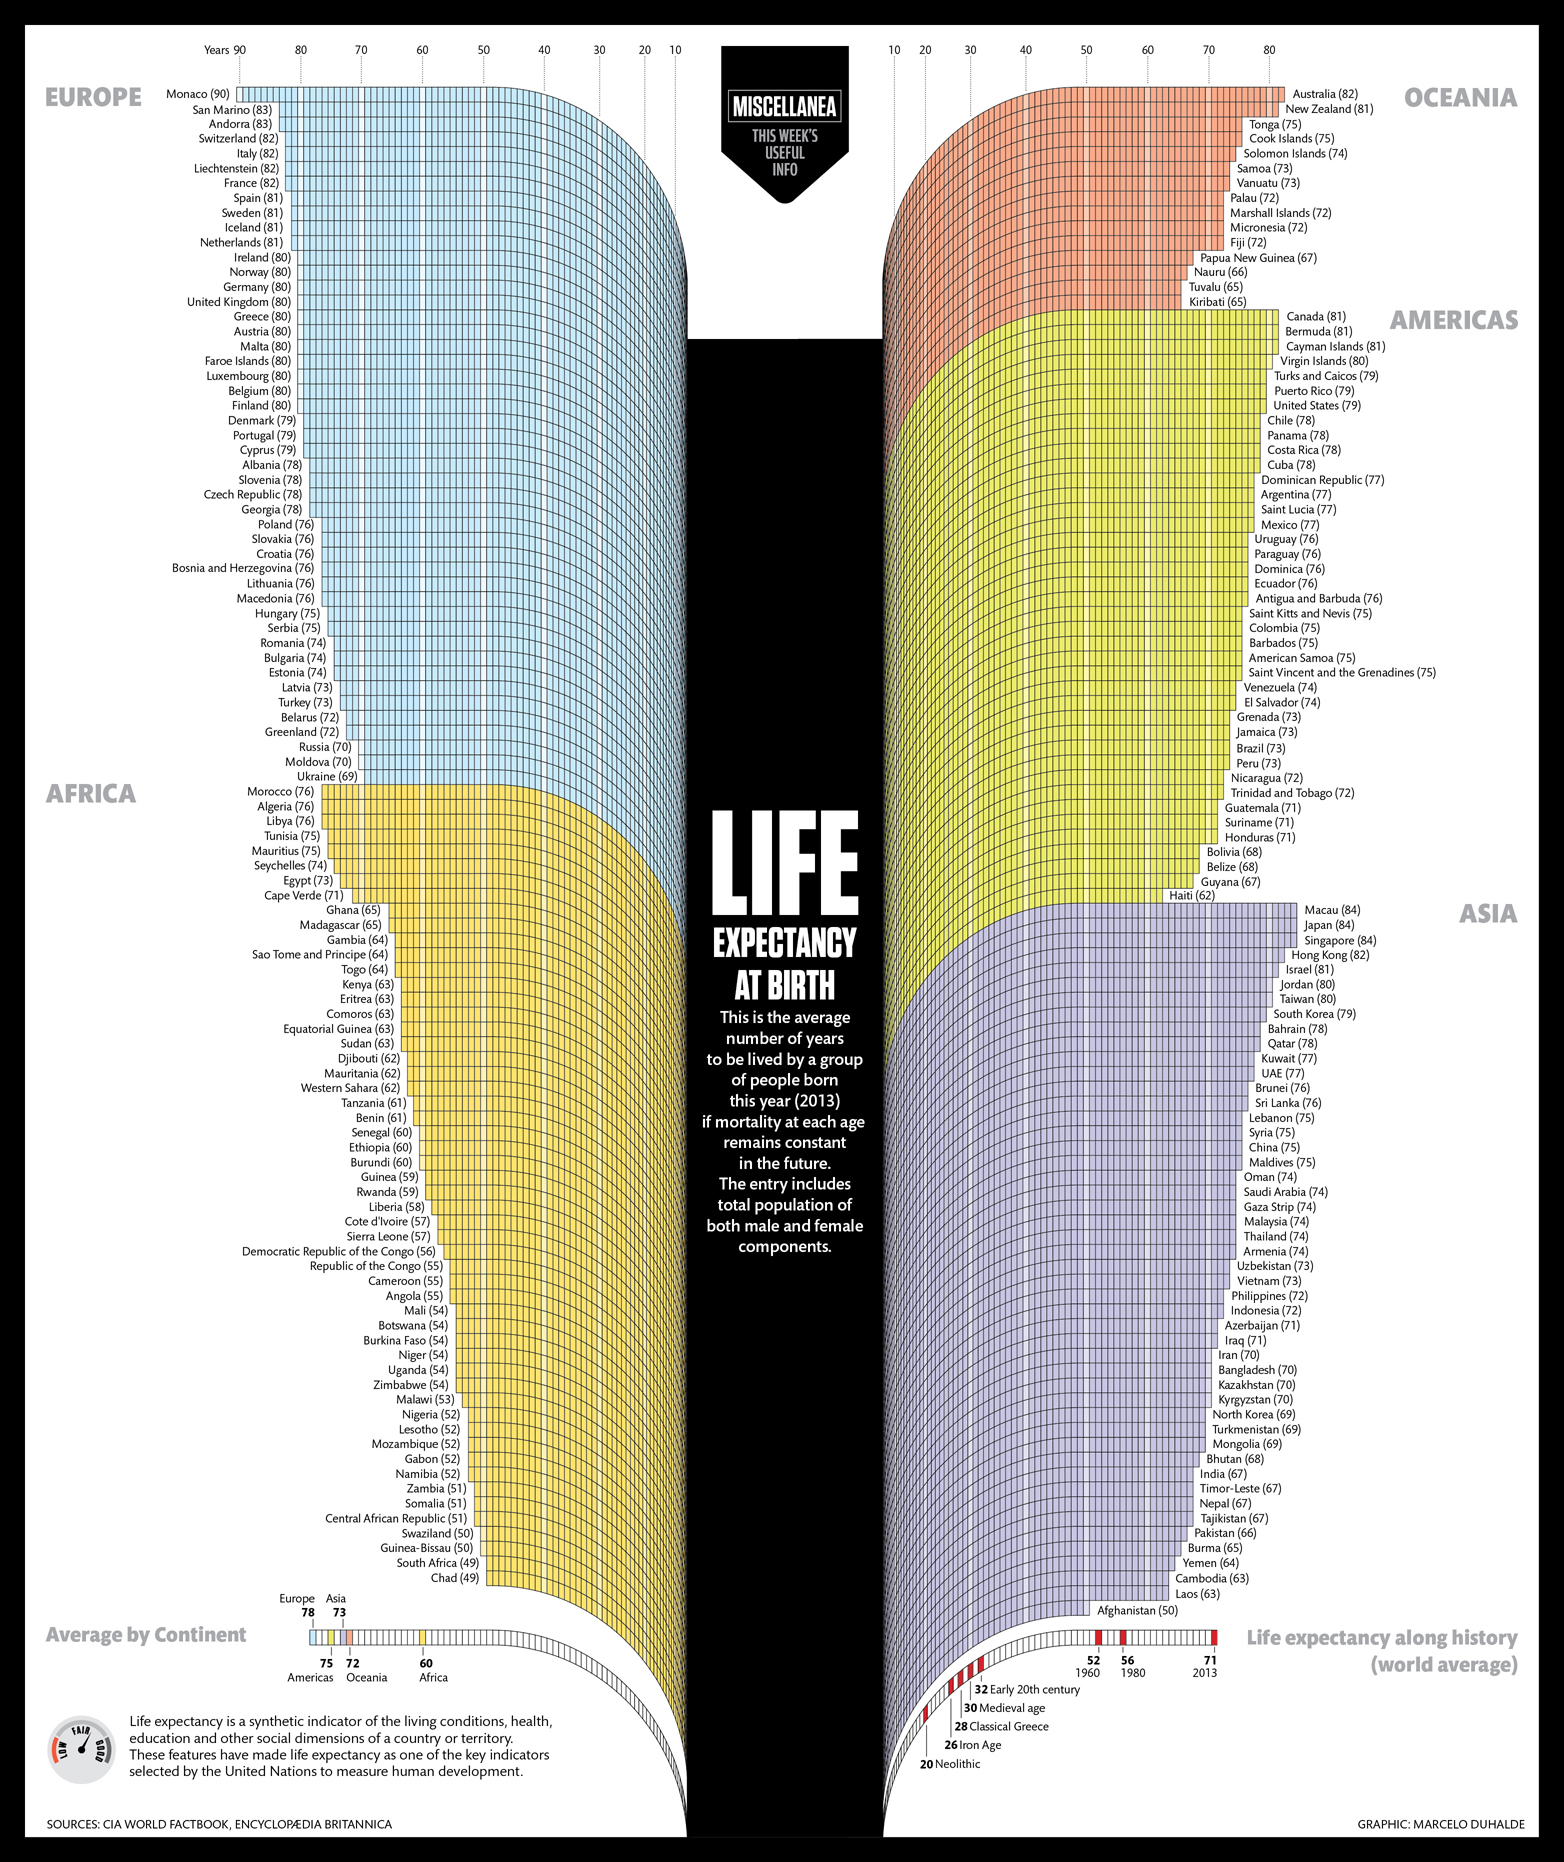 Years 90 80 70 60 50 40 30 20 10
10 20 30 40 50 60 70 80
MISCELLANEA
THIS WEEK'S
USEFUL
INFO
EUROPE
Monaco (90)
San Marino (83)
Andorra (83)
Switzerland (82)
Italy (82)
Liechtenstein (82)
France (82)
Spain (81)
Sweden (81)
Iceland (81)
Netherlands (81)
Ireland (80)
Norway (80)
Germany (80)
United Kingdom (80)
Greece (80)
Austria (80)
Malta (80)
Faroe Islands (80)
Luxembourg (80)
Belgium (80)
Finland (80)
Denmark (79)
Portugal (79)
Cyprus (79)
Albania (78)
Slovenia (78)
Czech Republic (78)
Georgia (78)
Poland (76)
Slovakia (76)
Croatia (76)
Bosnia and Herzegovina (76)
Lithuania (76)
Macedonia (76)
Hungary (75)
Serbia (75)
Romania (74)
Bulgaria (74)
Estonia (74)
Latvia (73)
Turkey (73)
Belarus (72)
Greenland (72)
Russia (70)
Moldova (70)
Ukraine (69)
AFRICA
Morocco (76)
Algeria (76)
Libya (76)
Tunisia (75)
Mauritius (75)
Seychelles (74)
Egypt (73)
Cape Verde (71)
Ghana (65)
Madagascar (65)
Gambia (64)
Sao Tome and Principe (64)
Togo (64)
Kenya (63)
Eritrea (63)
Comoros (63)
Equatorial Guinea (63)
Sudan (63)
Djibouti (62)
Mauritania (62)
Western Sahara (62)
Tanzania (61)
Benin (61)
Senegal (60)
Ethiopia (60)
Burundi (60)
Guinea (59)
Rwanda (59)
Liberia (58)
Cote d'Ivoire (57)
Sierra Leone (57)
Democratic Republic of the Congo (56)
Republic of the Congo (55)
Cameroon (55)
Angola (55)
Mali (54)
Botswana (54)
Burkina Faso (54)
Niger (54)
Uganda (54)
Zimbabwe (54)
Malawi (53)
Nigeria (52)
Lesotho (52)
Mozambique (52)
Gabon (52)
Namibia (52)
Zambia (51)
Somalia (51)
Central African Republic (51)
Swaziland (50)
Guinea-Bissau (50)
South Africa (49)
Chad (49)
LIFE
EXPECTANCY
AT BIRTH
This is the average
number of years
to be lived by a group
of people born
this year (2013)
if mortality at each age
remains constant
in the future.
The entry includes
total population of
both male and female
components.
OCEANIA
Australia (82)
New Zealand (81)
Tonga (75)
Cook Islands (75)
Solomon Islands (74)
Samoa (73)
Vanuatu (73)
Palau (72)
Marshall Islands (72)
Micronesia (72)
Fiji (72)
Papua New Guinea (67)
Nauru (66)
Tuvalu (65)
Kiribati (65)
AMERICAS
Canada (81)
Bermuda (81)
Cayman Islands (81)
Virgin Islands (80)
Turks and Caicos (79)
Puerto Rico (79)
United States (79)
Chile (78)
Panama (78)
Costa Rica (78)
Cuba (78)
Dominican Republic (77)
Argentina (77)
Saint Lucia (77)
Mexico (77)
Uruguay (76)
Paraguay (76)
Dominica (76)
Ecuador (76)
Antigua and Barbuda (76)
Saint Kitts and Nevis (75)
Colombia (75)
Barbados (75)
American Samoa (75)
Saint Vincent and the Grenadines (75)
Venezuela (74)
El Salvador (74)
Grenada (73)
Jamaica (73)
Brazil (73)
Peru (73)
Nicaragua (72)
Trinidad and Tobago (72)
Guatemala (71)
Suriname (71)
Honduras (71)
Bolivia (68)
Belize (68)
Guyana (67)
Haiti (62)
ASIA
Macau (84)
Japan (84)
Singapore (84)
Hong Kong (82)
Israel (81)
Jordan (80)
Taiwan (80)
South Korea (79)
Bahrain (78)
Qatar (78)
Kuwait (77)
UAE (77)
Brunei (76)
Sri Lanka (76)
Lebanon (75)
Syria (75)
China (75)
Maldives (75)
Oman (74)
Saudi Arabia (74)
Gaza Strip (74)
Malaysia (74)
Thailand (74)
Armenia (74)
Uzbekistan (73)
Vietnam (73)
Philippines (72)
Indonesia (72)
Azerbaijan (71)
Iraq (71)
Iran (70)
Bangladesh (70)
Kazakhstan (70)
Kyrgyzstan (70)
North Korea (69)
Turkmenistan (69)
Mongolia (69)
Bhutan (68)
India (67)
Timor-Leste (67)
Nepal (67)
Tajikistan (67)
Pakistan (66)
Burma (65)
Yemen (64)
Cambodia (63)
Laos (63)
Afghanistan (50)
Average by Continent
Europe Asia
78 73
75 72 60
Americas Oceania Africa
Life expectancy along history
(world average)
52 56 71
1960 1980 2013
32 Early 20th century
30 Medieval age
28 Classical Greece
26 Iron Age
20 Neolithic
LOW FAIR GOOD
Life expectancy is a synthetic indicator of the living conditions, health,
education and other social dimensions of a country or territory.
These features have made life expectancy as one of the key indicators
selected by the United Nations to measure human development.
SOURCES: CIA WORLD FACTBOOK, ENCYCLOPÆDIA BRITANNICA
GRAPHIC: MARCELO DUHALDE